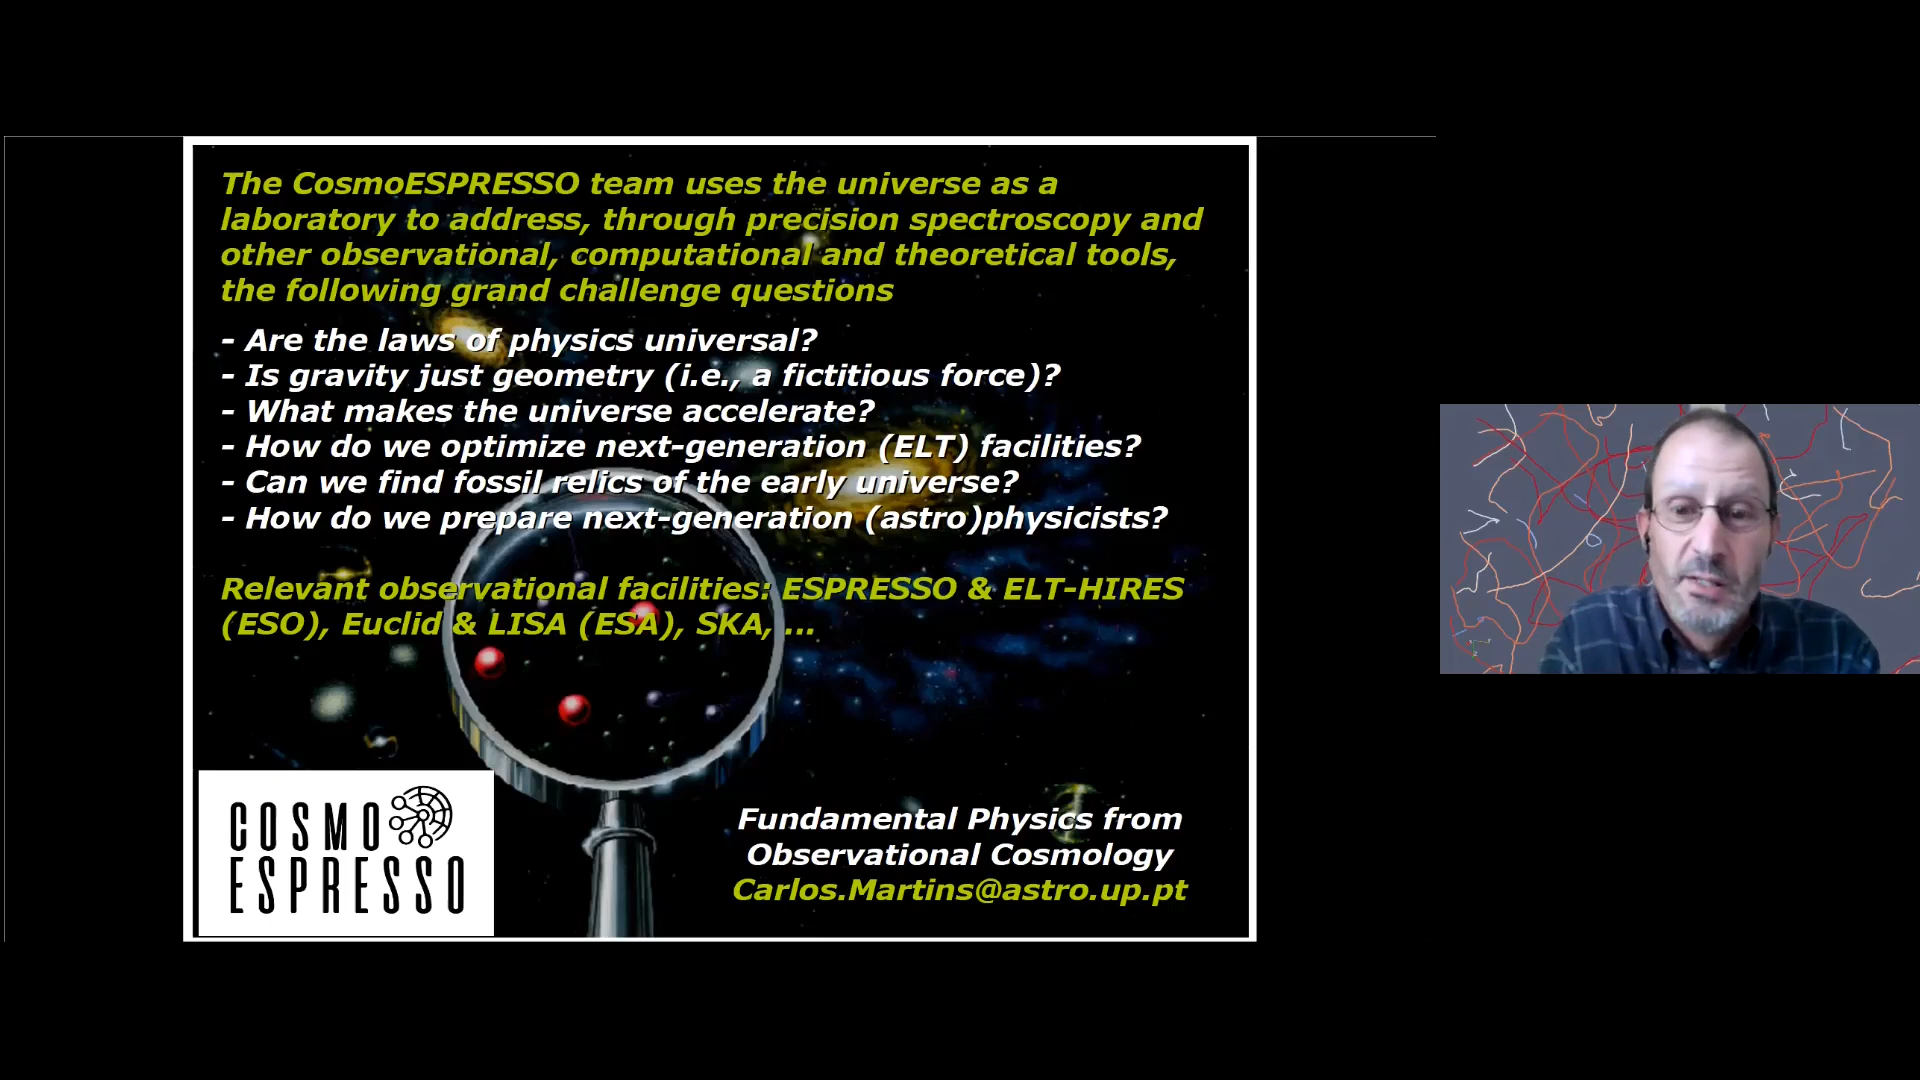 The CosmoESPRESSO team uses the universe as a
laboratory to address, through precision spectroscopy and
other observational, computational and theoretical tools,
the following grand challenge questions
- Are the laws of physics universal?
- Is gravity just geometry (i.e., a fictitious force)?
- What makes the universe accelerate?
- How do we optimize next-generation (ELT) facilities?
- Can we find fossil relics of the early universe?
- How do we prepare next-generation (astro)physicists?
Relevant observational facilities: ESPRESSO & ELT-HIRES
(ESO), Euclid & LISA (ESA), SKA, ...
COSMO
ESPRESSO
Fundamental Physics from
Observational Cosmology
Carlos.Martins@astro.up.pt